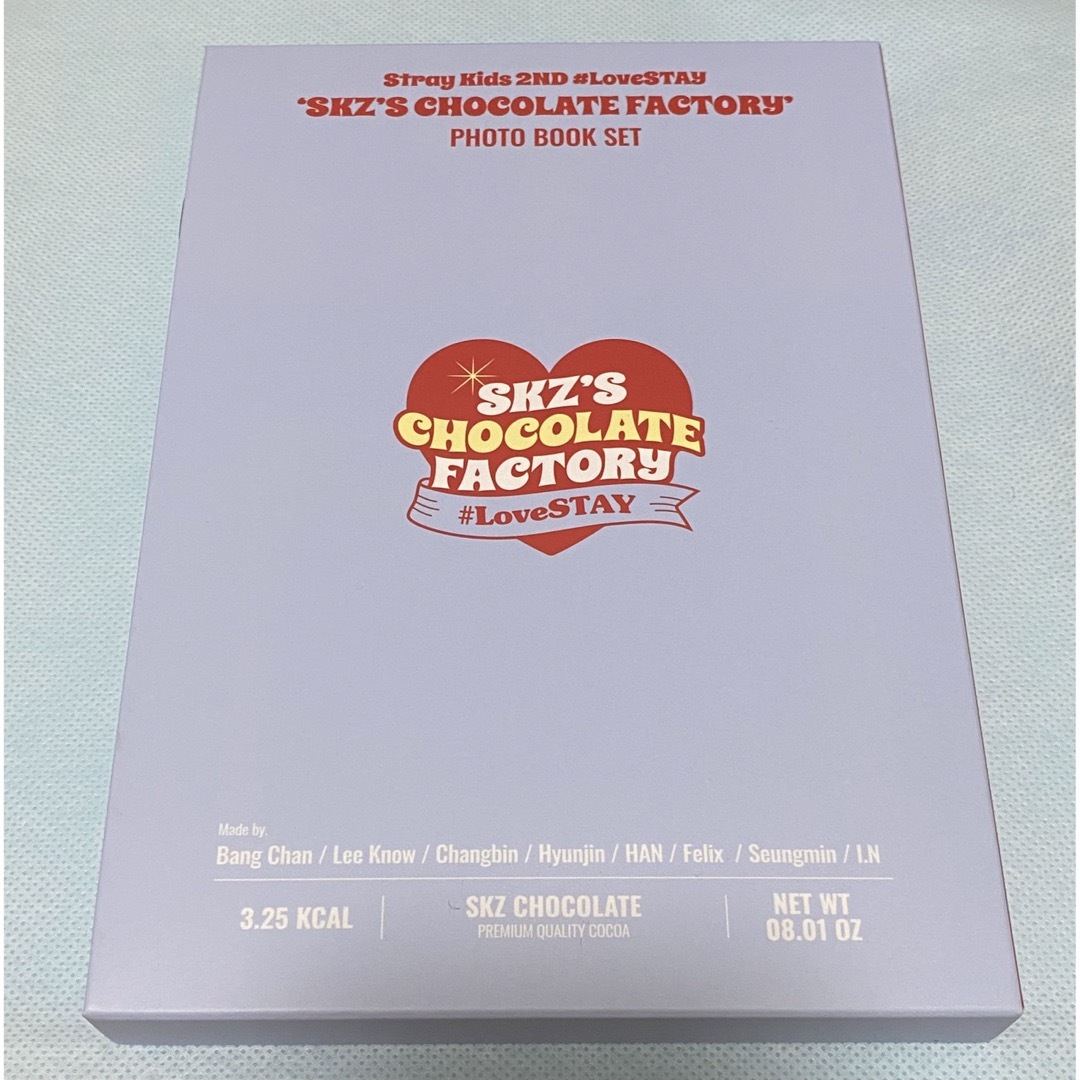 Stray Kids 2ND #LoveSTAY
‘SKZ’S CHOCOLATE FACTORY’
PHOTO BOOK SET
SKZ’S
CHOCOLATE
FACTORY
#LoveSTAY
Made by.
Bang Chan / Lee Know / Changbin / Hyunjin / HAN / Felix / Seungmin / I.N
3.25 KCAL
SKZ CHOCOLATE
PREMIUM QUALITY COCOA
NET WT
08.01 OZ